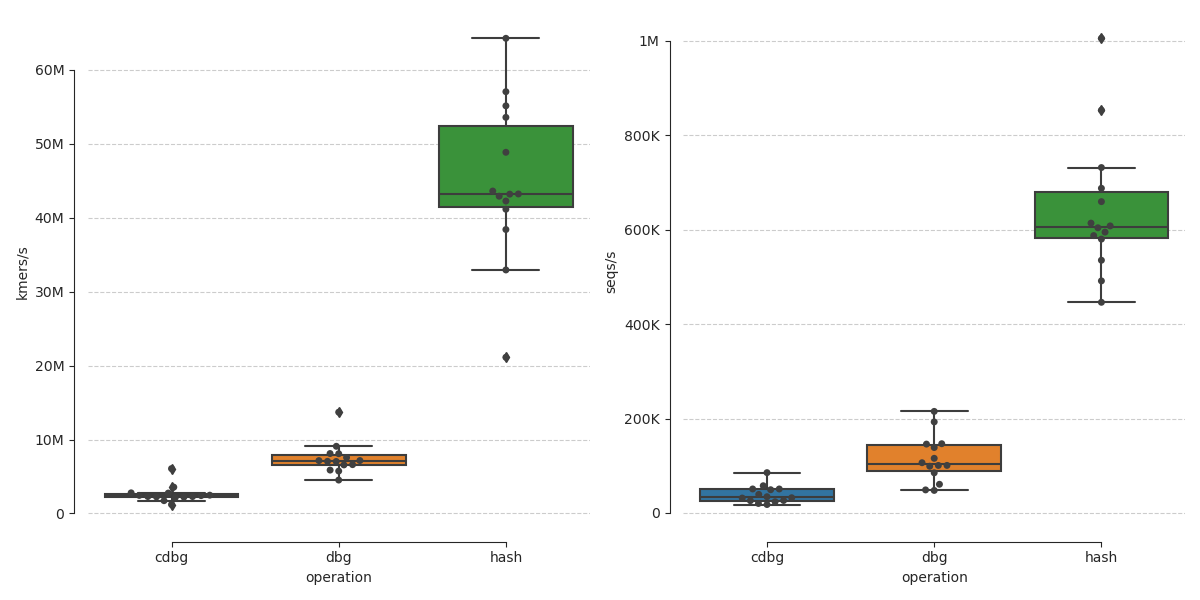 60M
50M
40M
30M
20M
10M
0
kmers/s
cdbg
dbg
hash
operation
1M
800K
600K
400K
200K
0
seqs/s
cdbg
dbg
hash
operation